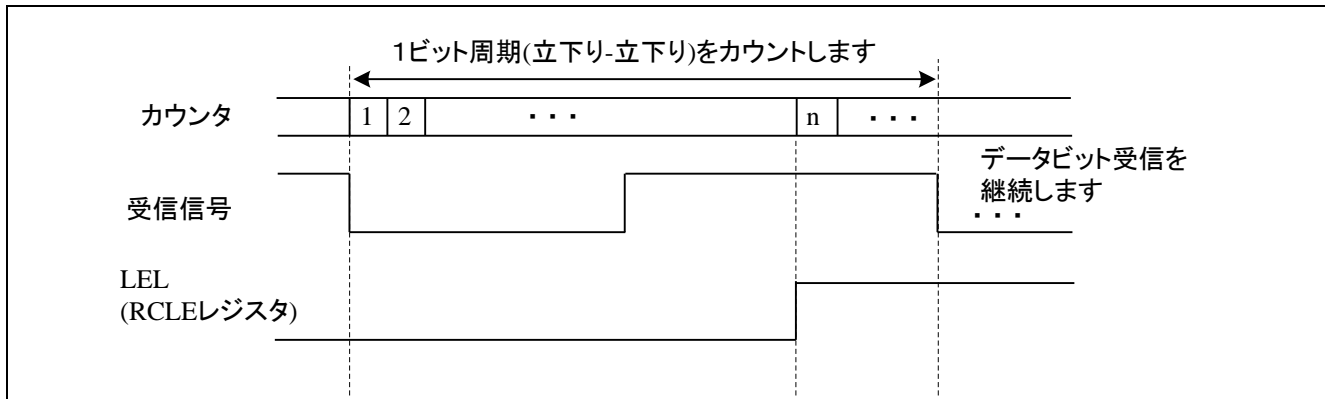 1ビット周期(立下り-立下り)をカウントします
カウンタ 1 2 ・・・ n ・・・
データビット受信を
継続します
・・・
受信信号
LEL
(RCLEレジスタ)